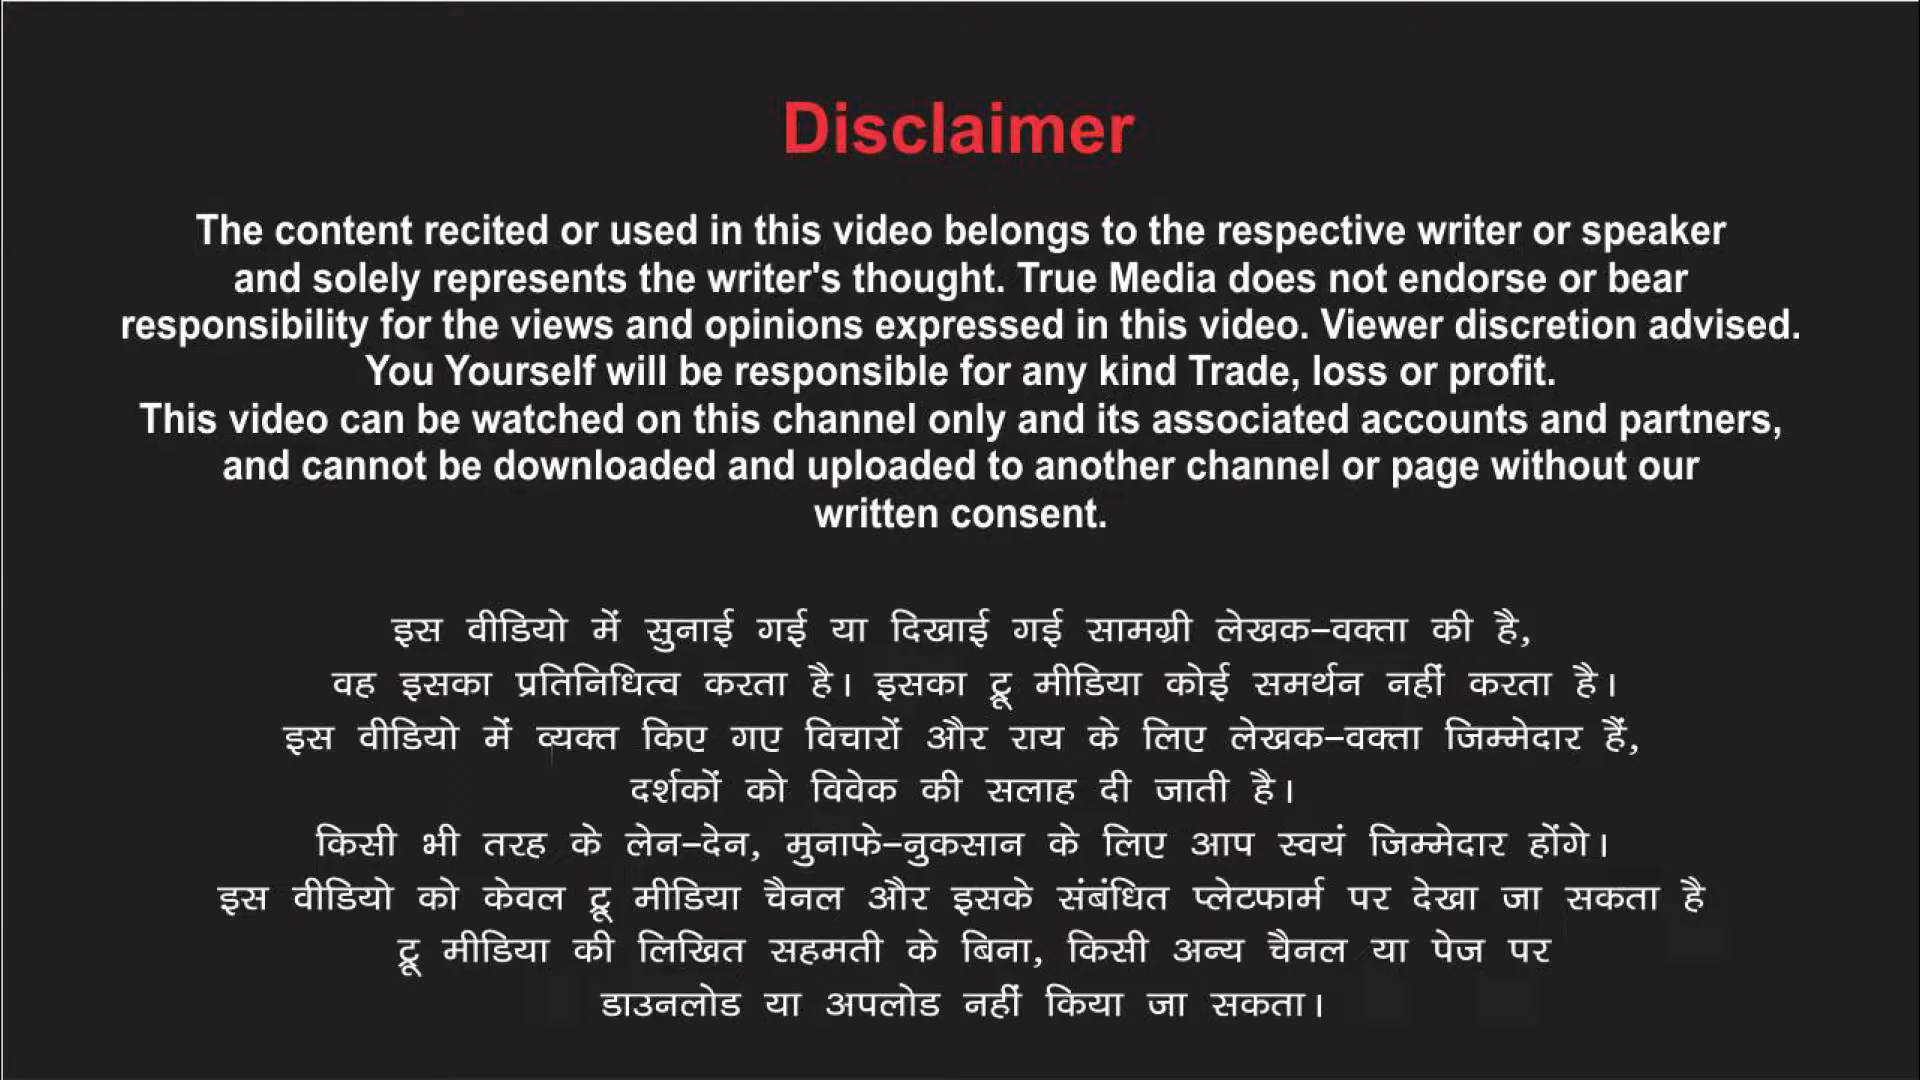 Disclaimer
The content recited or used in this video belongs to the respective writer or speaker
and solely represents the writer's thought. True Media does not endorse or bear
responsibility for the views and opinions expressed in this video. Viewer discretion advised.
You Yourself will be responsible for any kind Trade, loss or profit.
This video can be watched on this channel only and its associated accounts and partners,
and cannot be downloaded and uploaded to another channel or page without our
written consent.
इस वीडियो में सुनाई गई या दिखाई गई सामग्री लेखक–वक्ता की है,
वह इसका प्रतिनिधित्व करता है। इसका ट्रू मीडिया कोई समर्थन नहीं करता है।
इस वीडियो में व्यक्त किए गए विचारों और राय के लिए लेखक–वक्ता जिम्मेदार हैं,
दर्शकों को विवेक की सलाह दी जाती है।
किसी भी तरह के लेन–देन, मुनाफे–नुकसान के लिए आप स्वयं जिम्मेदार होंगे।
इस वीडियो को केवल ट्रू मीडिया चैनल और इसके संबंधित प्लेटफार्म पर देखा जा सकता है
ट्रू मीडिया की लिखित सहमती के बिना, किसी अन्य चैनल या पेज पर
डाउनलोड या अपलोड नहीं किया जा सकता।